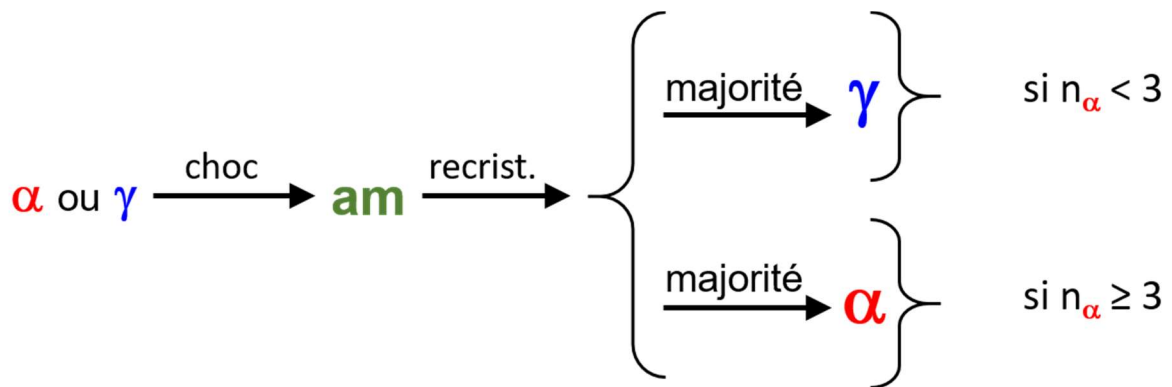 α ou γ
choc
am
recrist.
majorité
γ
si nα < 3
majorité
α
si nα ≥ 3